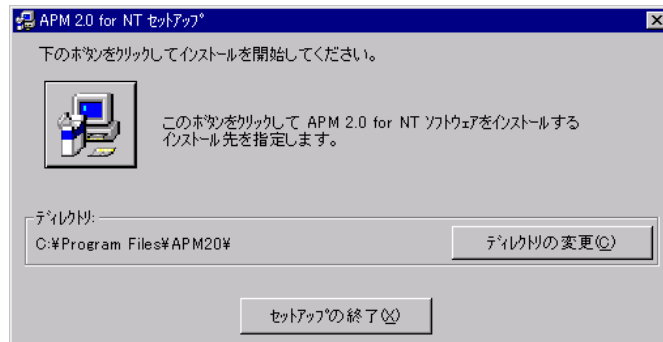 APM 2.0 for NT ｾｯﾄｱｯﾌﾟ
下のﾎﾞﾀﾝをｸﾘｯｸしてｲﾝｽﾄｰﾙを開始してください。
このﾎﾞﾀﾝをｸﾘｯｸして APM 2.0 for NT ｿﾌﾄｳｪｱをｲﾝｽﾄｰﾙする
ｲﾝｽﾄｰﾙ先を指定します。
ﾃﾞｨﾚｸﾄﾘ:
C:¥Program Files¥APM20¥
ﾃﾞｨﾚｸﾄﾘの変更(C)
ｾｯﾄｱｯﾌﾟの終了(X)